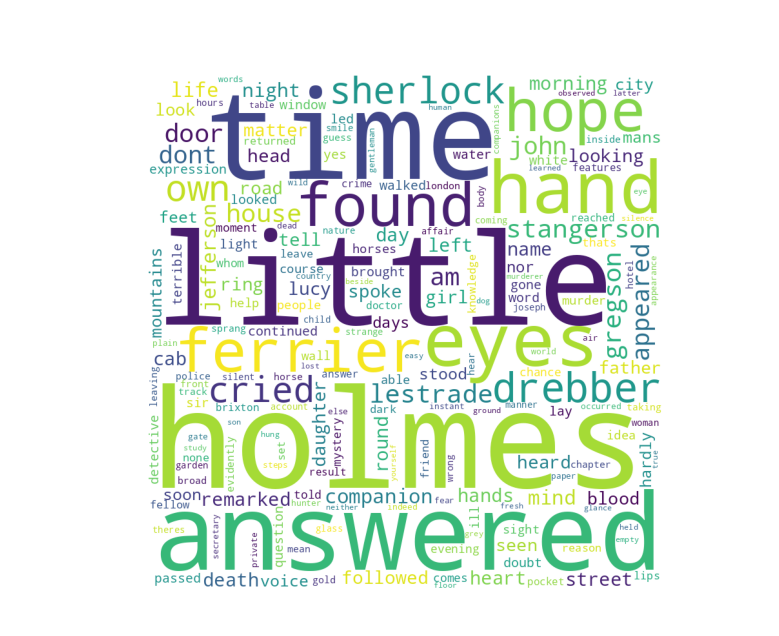 words
life night sherlock morning city observed latter
hours table window hope
look time led human companions inside mans
door matter returned smile gentleman john looking
dont head yes guess water white features
expression wild crime walked london body hand eye
own road found learned
feet looked nature affair coming reached silence
house moment dead tell day left stangerson
jefferson light horses am name thats
mountains terrible whom leave little nor gregson appeared
ring course country brought beside girl knowledge gone hotel appearance
help lucy spoke doctor dog word murderer murder
people child days joseph
plain sprang continued strange ferrier eyes air
cab wall lost easy world chance father
police silent horse answer able stood hear
leaving front cried lestrade drebber
track sir account else instant ground manner lay occurred taking
detective brixton daughter mystery round dark woman
son holmes idea hardly true
gate none evidently hung set friend wrong heard chapter
study garden steps result yourself paper
broad soon remarked told companion hands mind blood
fellow hunter neither indeed fear fresh glance held
theres secretary private question glass answered ill grey sight empty
mean evening seen reason
doubt
passed death voice gold followed comes floor heart pocket street lips